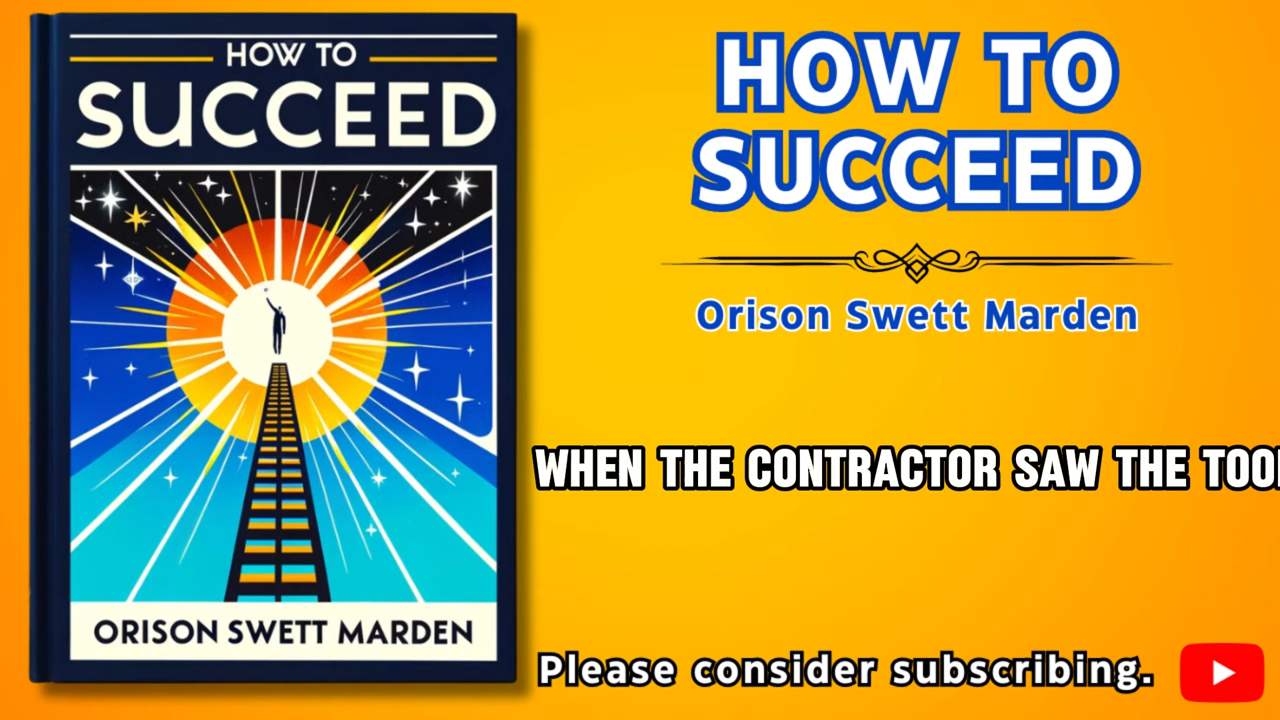 HOW TO
SUCCEED
ORISON SWETT MARDEN
HOW TO
SUCCEED
Orison Swett Marden
WHEN THE CONTRACTOR SAW THE
Please consider subscribing.